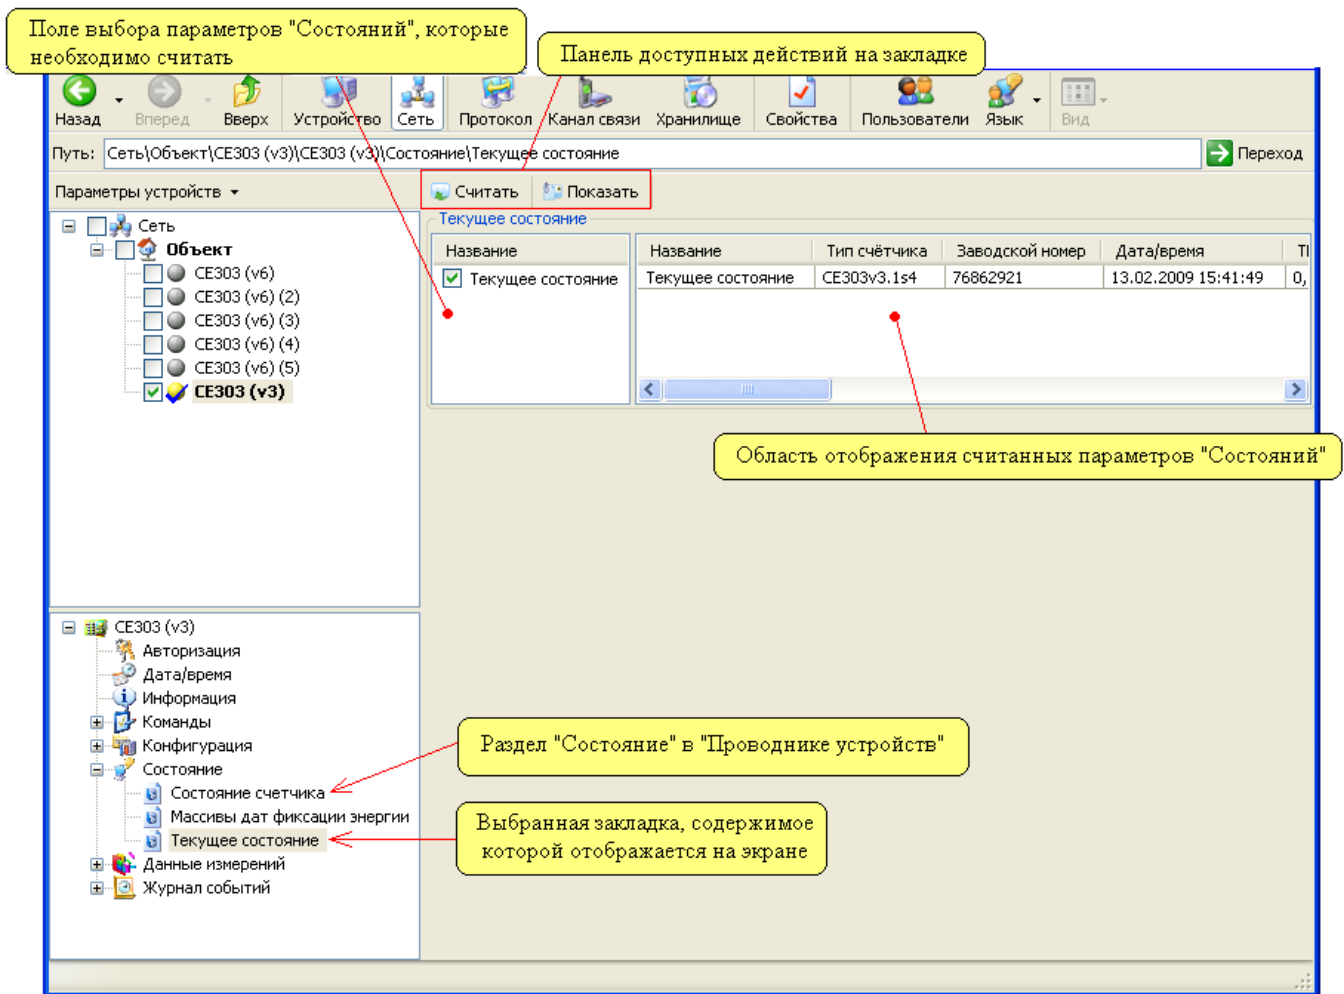 Поле выбора параметров "Состояний", которые
необходимо считать
Панель доступных действий на закладке
Назад Вперед Вверх Устройство Сеть Протокол Канал связи Хранилище Свойства Пользователи Язык Вид
Путь: Сеть\Объект\CE303 (v3)\CE303 (v3)\Состояние\Текущее состояние Переход
Параметры устройств Считать Показать
Сеть
Объект
CE303 (v6)
CE303 (v6) (2)
CE303 (v6) (3)
CE303 (v6) (4)
CE303 (v6) (5)
CE303 (v3)
Текущее состояние
Название
Текущее состояние
Название Тип счётчика Заводской номер Дата/время
Текущее состояние CE303v3.1s4 76862921 13.02.2009 15:41:49 0,
Область отображения считанных параметров "Состояний"
CE303 (v3)
Авторизация
Дата/время
Информация
Команды
Конфигурация
Состояние
Состояние счетчика
Массивы дат фиксации энергии
Текущее состояние
Данные измерений
Журнал событий
Раздел "Состояние" в "Проводнике устройств"
Выбранная закладка, содержимое
которой отображается на экране